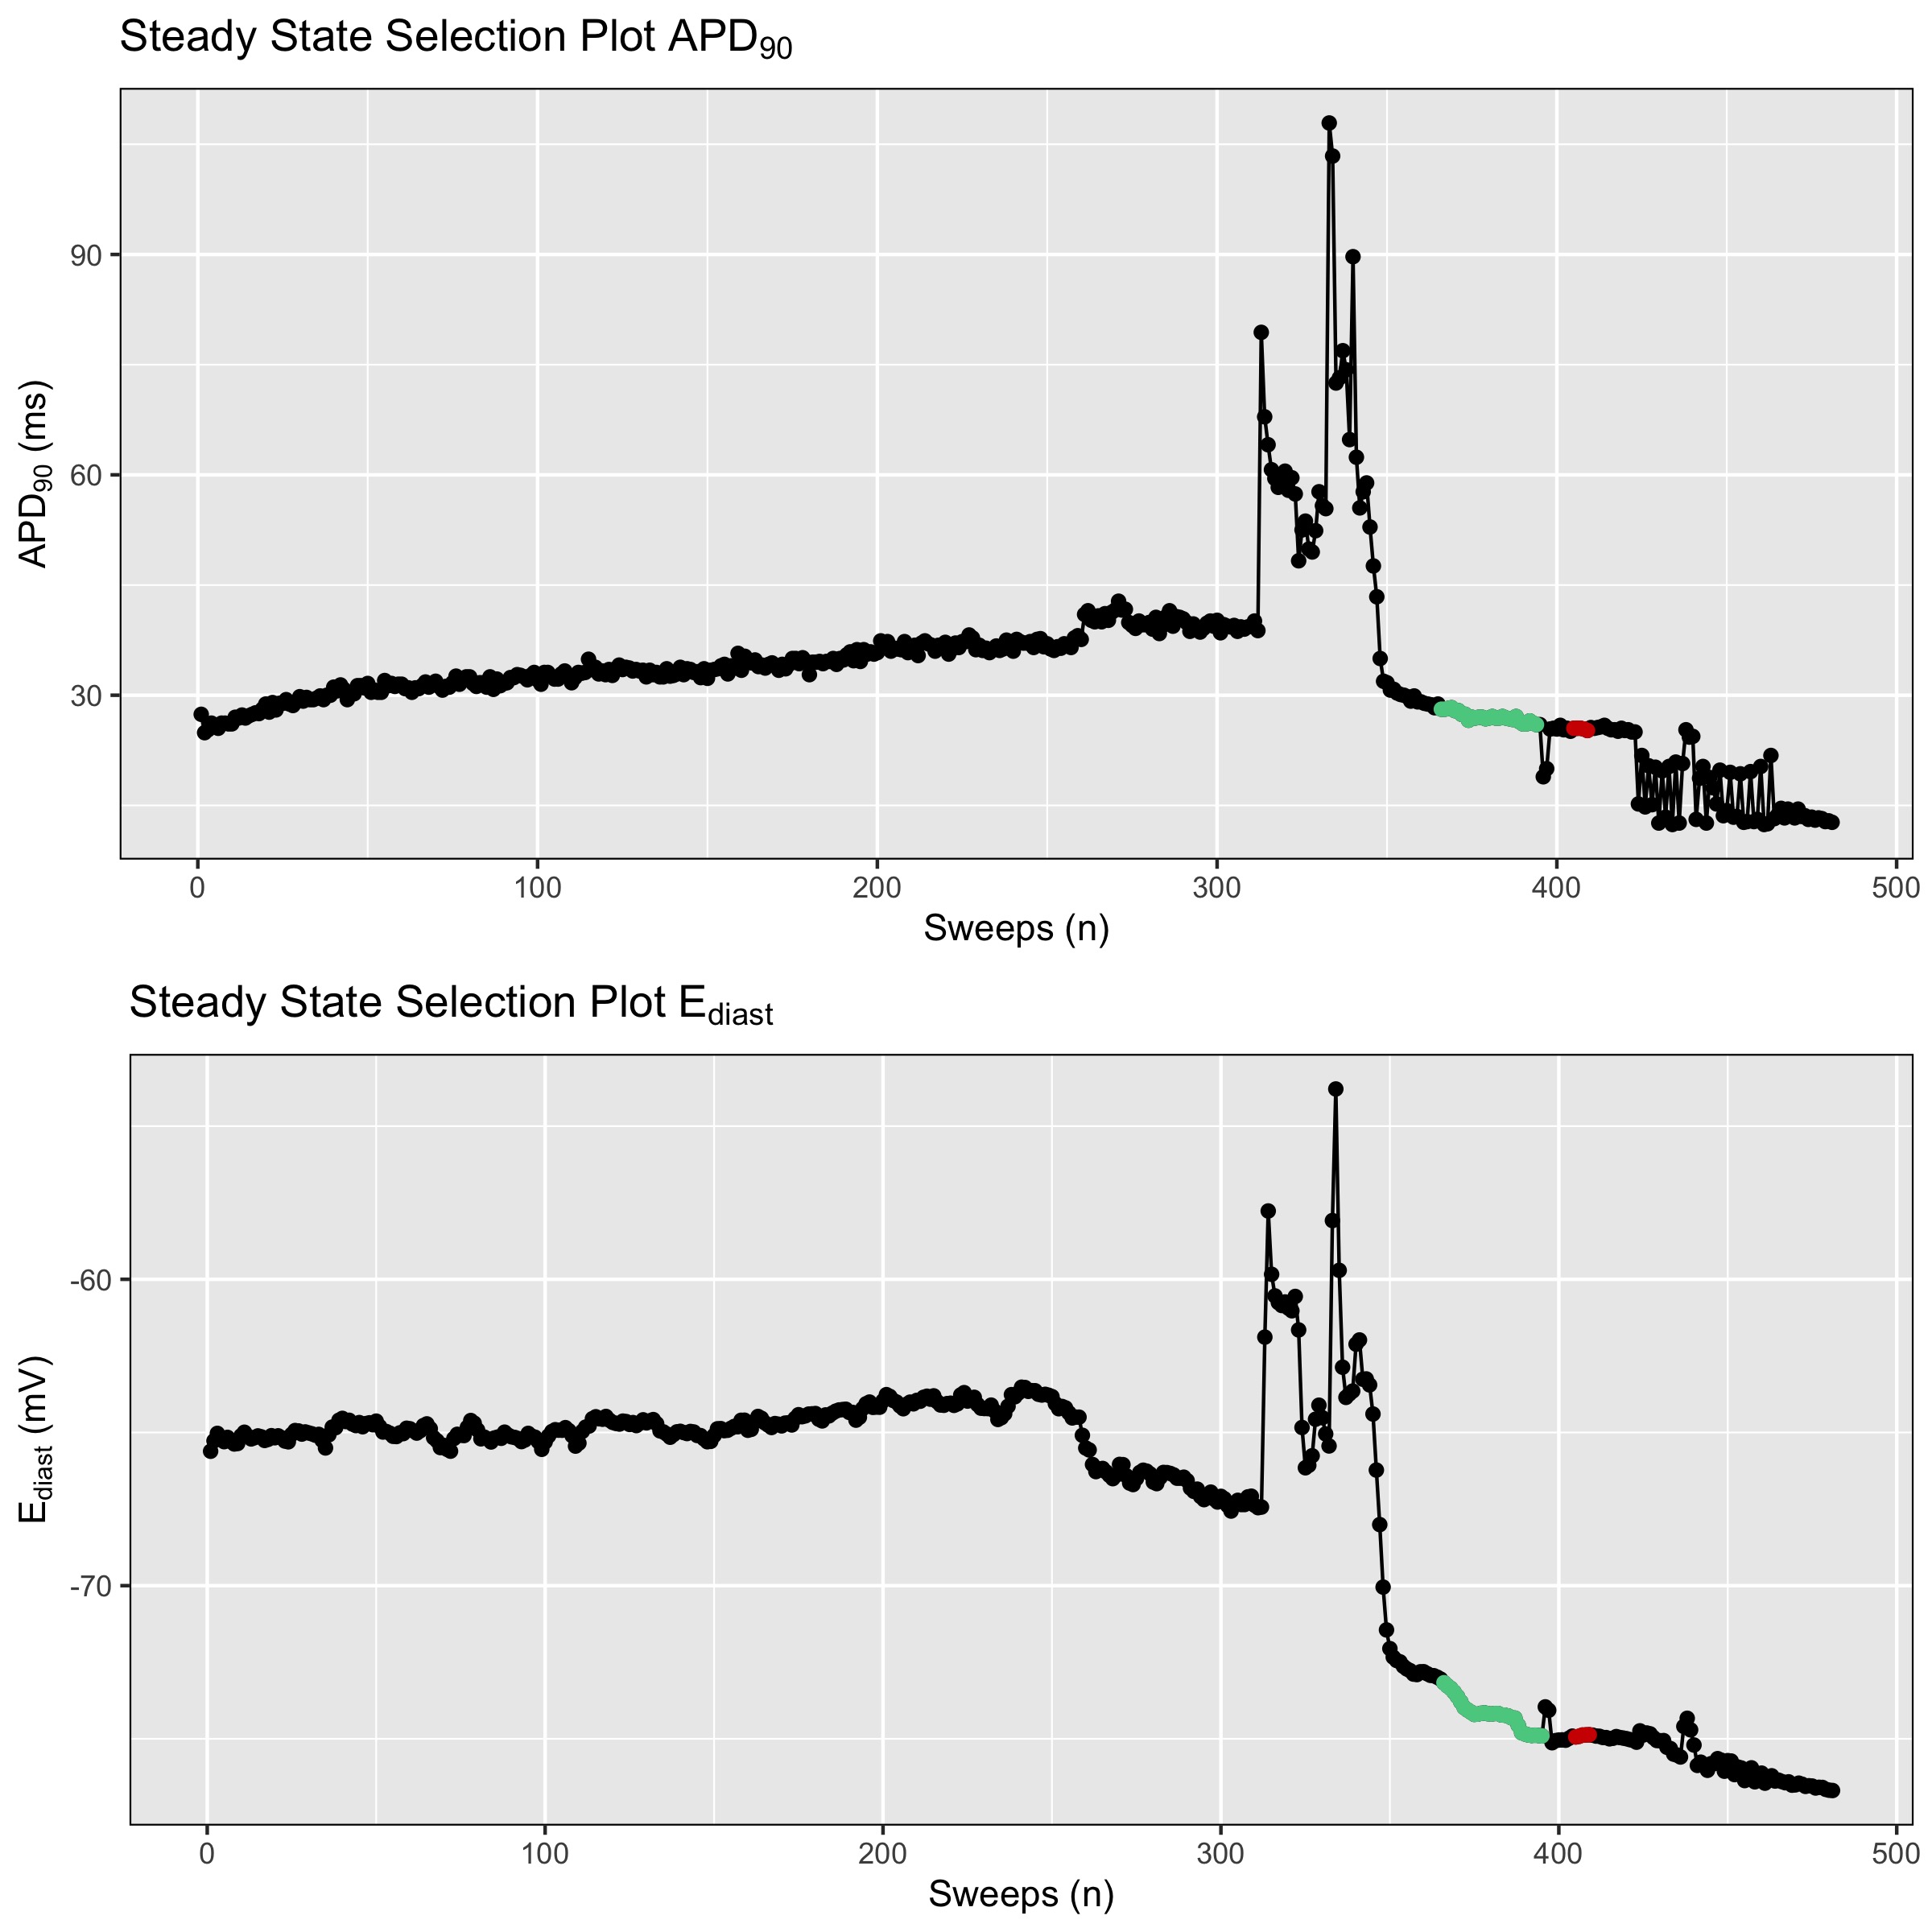 Steady State Selection Plot APD90
APD90 (ms)
90
60
30
0 100 200 300 400 500
Sweeps (n)
Steady State Selection Plot Ediast
Ediast (mV)
-60
-70
0 100 200 300 400 500
Sweeps (n)